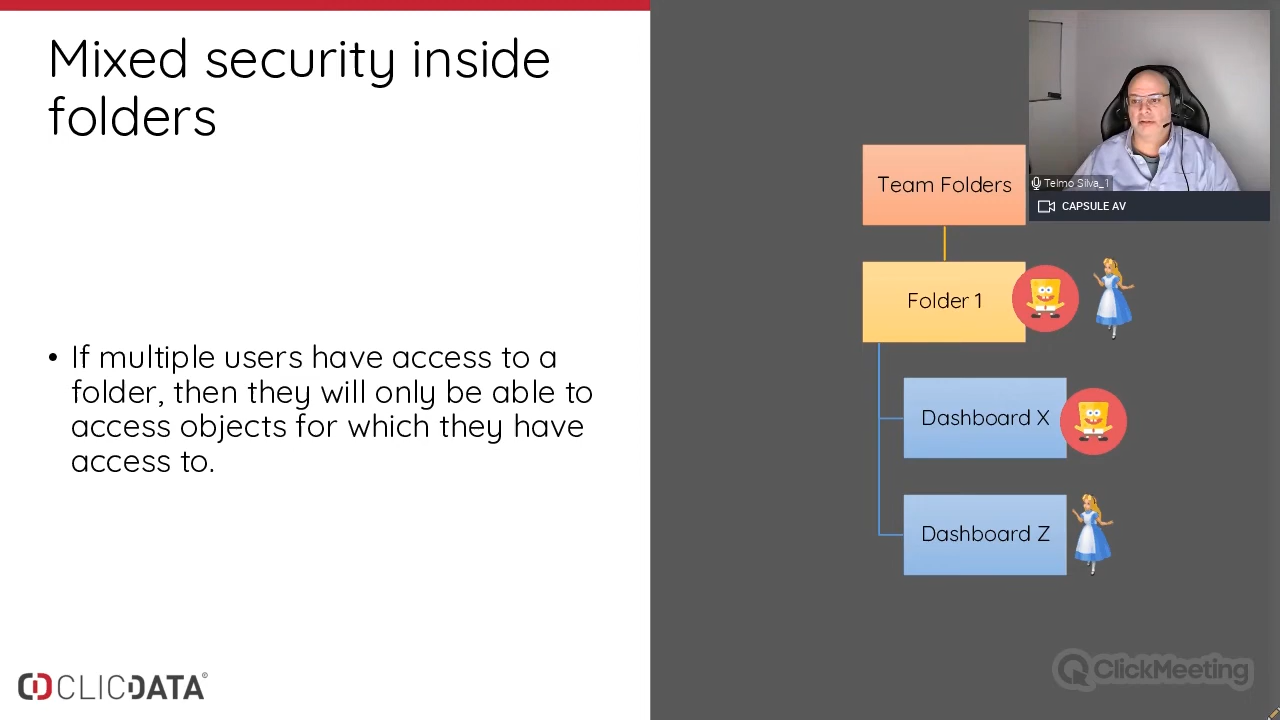 Mixed security inside
folders
• If multiple users have access to a
folder, then they will only be able to
access objects for which they have
access to.
CLICDATA®
Team Folders
Folder 1
Dashboard X
Dashboard Z
Telmo Silva_1
CAPSULE AV
ClickMeeting